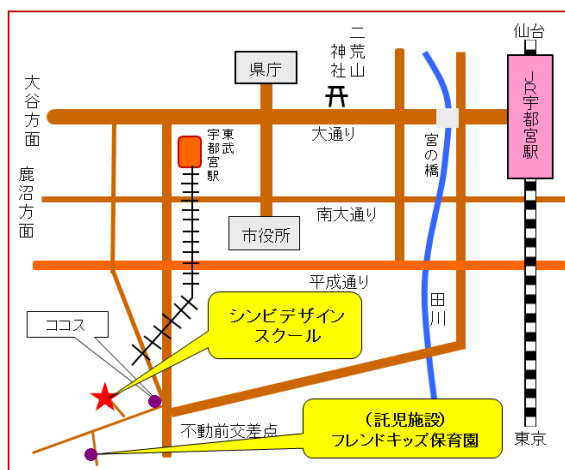 仙台
二荒山
神社
県庁
JR宇都宮駅
大谷方面
大通り
東武
宇都宮駅
宮の橋
鹿沼方面
南大通り
市役所
平成通り
田川
シンビデザイン
スクール
ココス
不動前交差点
(託児施設)
フレンドキッズ保育園
東京